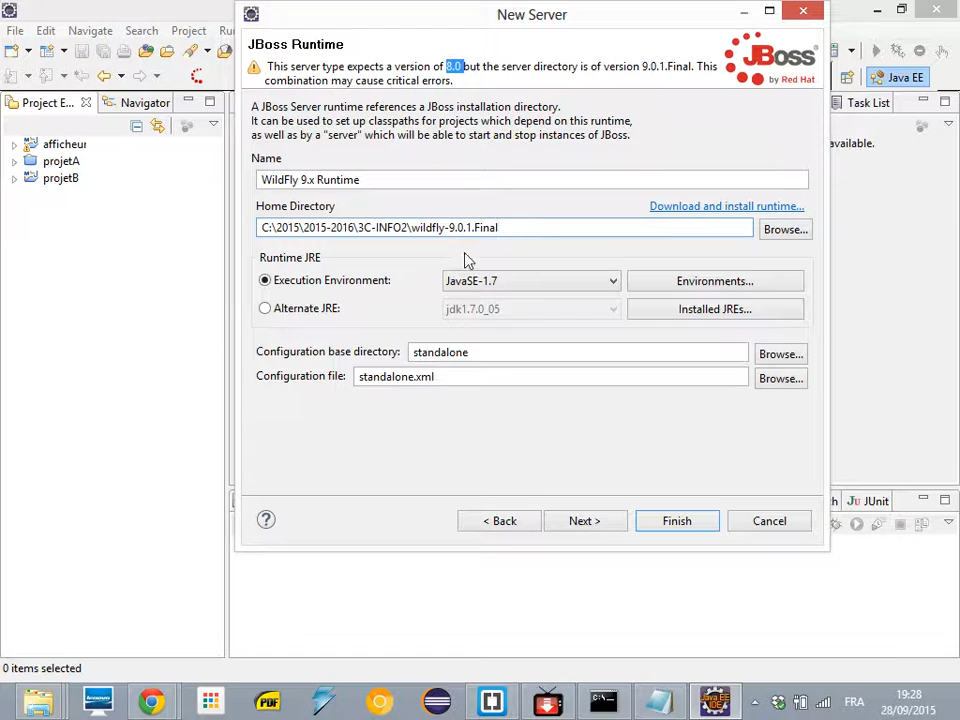 New Server
File Edit Navigate Search Project Ru
JBoss Runtime
This server type expects a version of 8.0 but the server directory is of version 9.0.1.Final. This
combination may cause critical errors.
JBoss
by Red Hat
Java EE
Project E...
Navigator
Task List
A JBoss Server runtime references a JBoss installation directory.
It can be used to set up classpaths for projects which depend on this runtime,
as well as by a "server" which will be able to start and stop instances of JBoss.
afficheur
projetA
projetB
available.
Name
WildFly 9.x Runtime
Home Directory
Download and install runtime...
C:\2015\2015-2016\3C-INFO2\wildfly-9.0.1.Final
Browse...
Runtime JRE
Execution Environment:
JavaSE-1.7
Environments...
Alternate JRE:
jdk1.7.0_05
Installed JREs...
Configuration base directory:
standalone
Browse...
Configuration file:
standalone.xml
Browse...
h
JUnit
< Back
Next >
Finish
Cancel
0 items selected
PDF
Java EE
IDE
FRA
19:28
28/09/2015